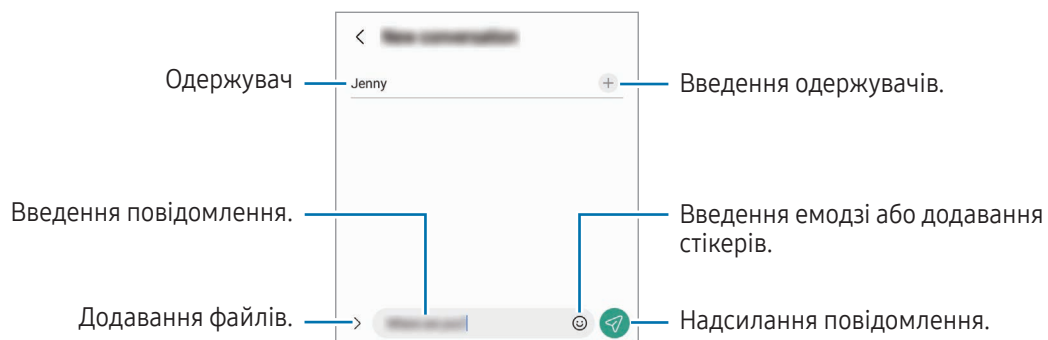 Одержувач
Jenny
Введення одержувачів.
Введення повідомлення.
Введення емодзі або додавання
стікерів.
Додавання файлів.
Надсилання повідомлення.